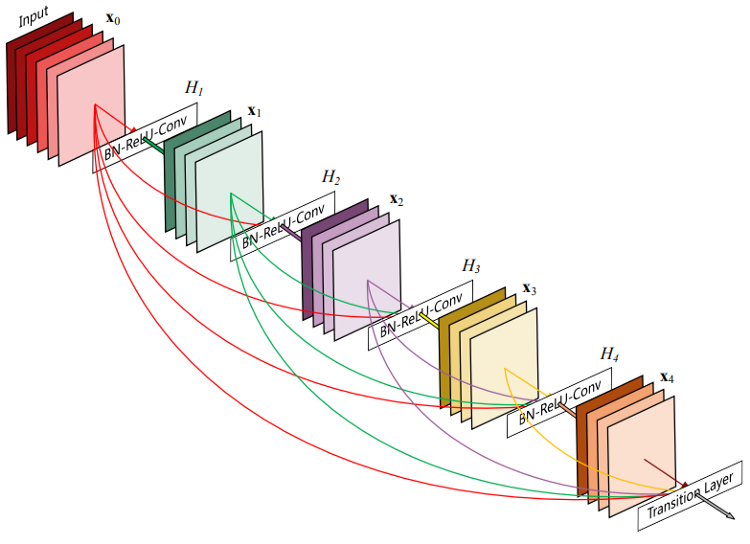 Input
x₀
H₁
BN-ReLU-Conv
x₁
H₂
BN-ReLU-Conv
x₂
H₃
BN-ReLU-Conv
x₃
H₄
BN-ReLU-Conv
x₄
Transition Layer